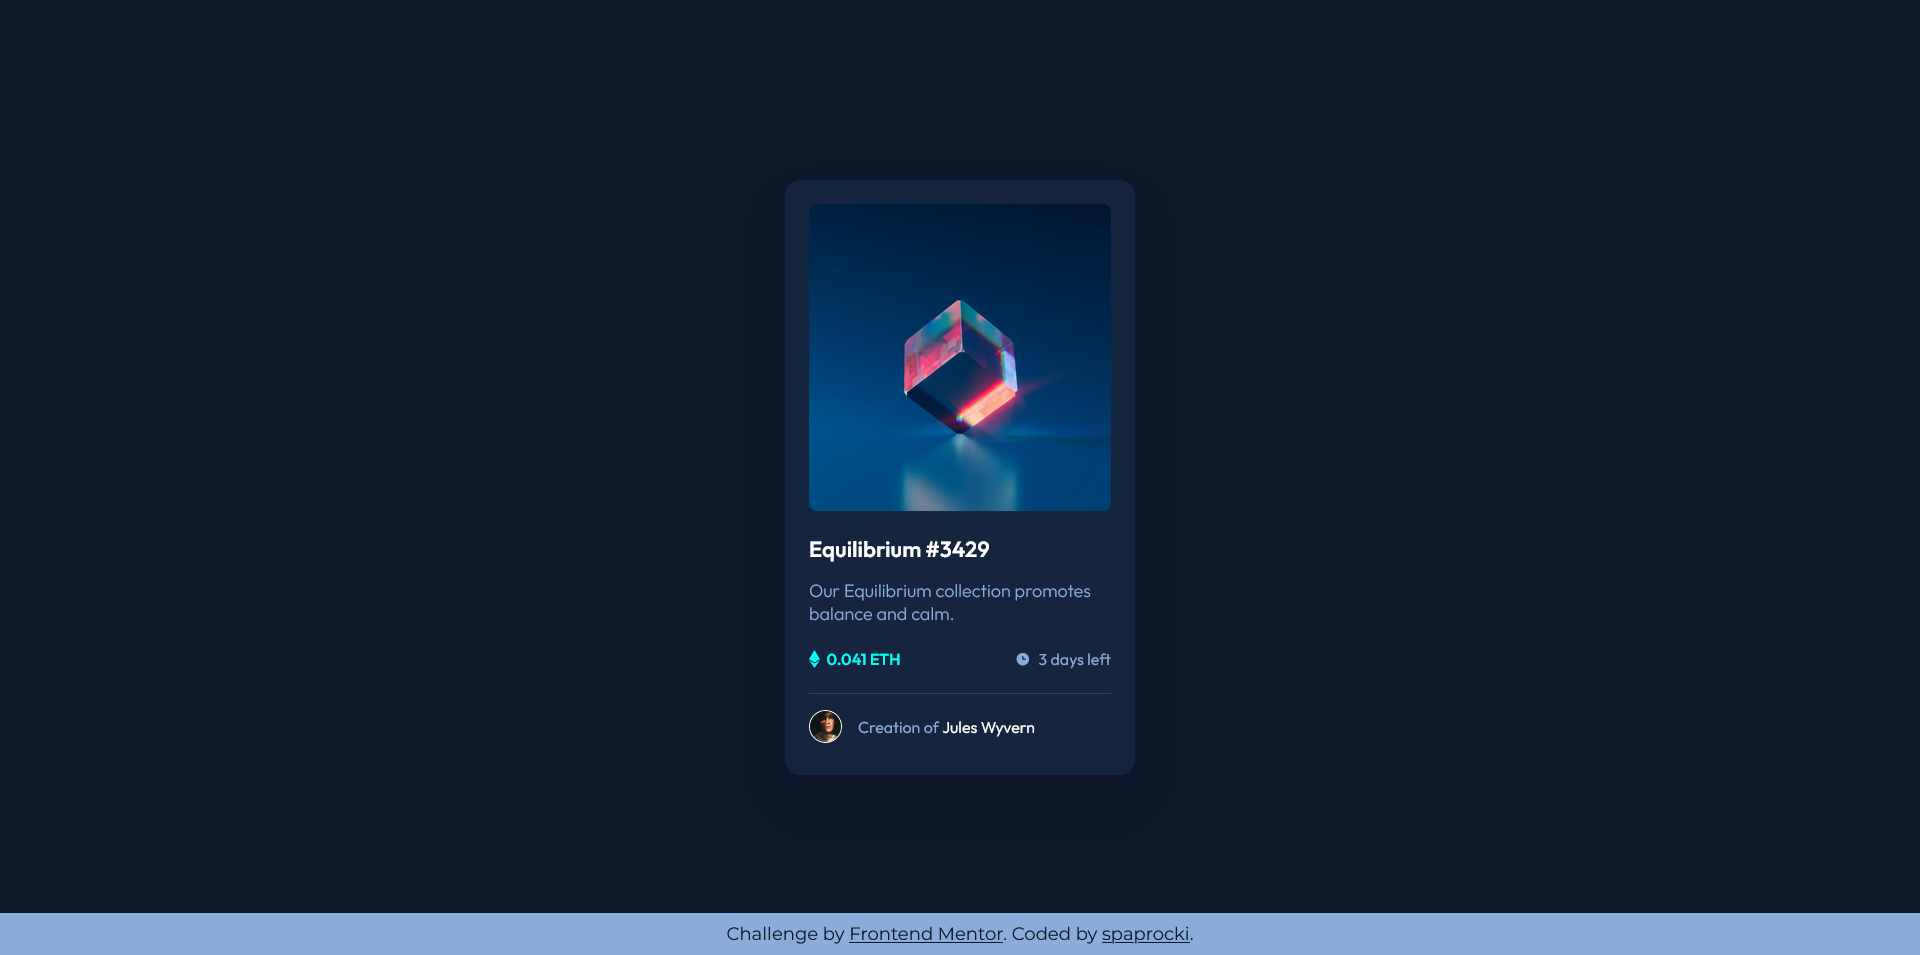 Equilibrium #3429
Our Equilibrium collection promotes
balance and calm.
0.041 ETH 3 days left
Creation of Jules Wyvern
Challenge by Frontend Mentor. Coded by spaprocki.